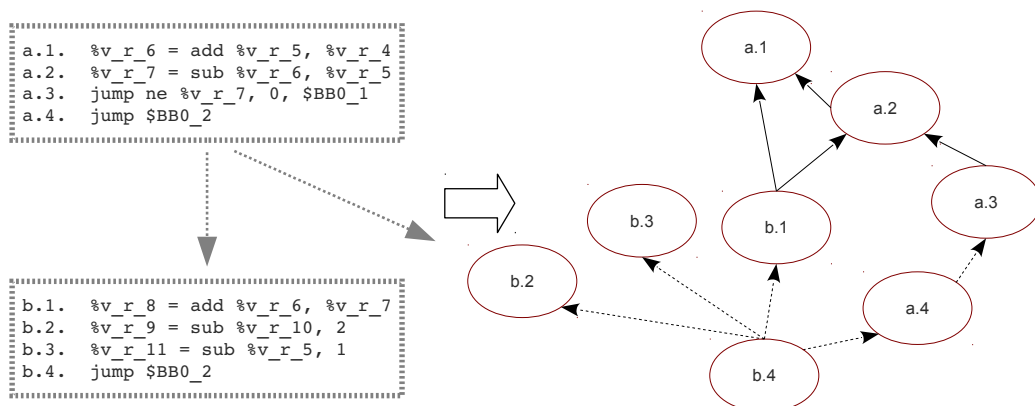 a.1. %v_r_6 = add %v_r_5, %v_r_4
a.2. %v_r_7 = sub %v_r_6, %v_r_5
a.3. jump ne %v_r_7, 0, $BB0_1
a.4. jump $BB0_2
b.1. %v_r_8 = add %v_r_6, %v_r_7
b.2. %v_r_9 = sub %v_r_10, 2
b.3. %v_r_11 = sub %v_r_5, 1
b.4. jump $BB0_2
a.1
a.2
a.3
b.3
b.1
b.2
a.4
b.4